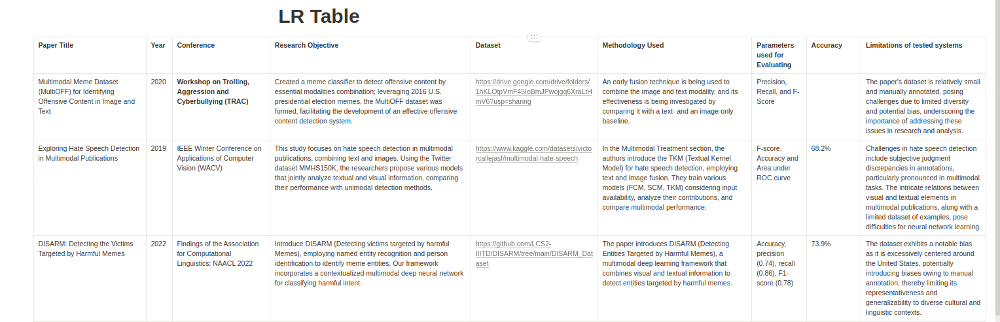 LR Table
Paper Title
Year
Conference
Research Objective
Dataset
Methodology Used
Parameters
used for
Evaluating
Accuracy
Limitations of tested systems
Multimodal Meme Dataset
(MultiOFF) for Identifying
Offensive Content in Image and
Text
2020
Workshop on Trolling,
Aggression and
Cyberbullying (TRAC)
Created a meme classifier to detect offensive content by
essential modalities combination; leveraging 2016 U.S.
presidential election memes, the MultiOFF dataset was
formed, facilitating the development of an effective offensive
content detection system.
https://drive.google.com/drive/folders/
1hKLOtpVmF45IoBmJPwojgq6XraLtH
mV6?usp=sharing
An early fusion technique is being used to
combine the image and text modality, and its
effectiveness is being investigated by
comparing it with a text- and an image-only
baseline.
Precision,
Recall, and F-
Score
The paper's dataset is relatively small
and manually annotated, posing
challenges due to limited diversity
and potential bias, underscoring the
importance of addressing these
issues in research and analysis.
Exploring Hate Speech Detection
in Multimodal Publications
2019
IEEE Winter Conference on
Applications of Computer
Vision (WACV)
This study focuses on hate speech detection in multimodal
publications, combining text and images. Using the Twitter
dataset MMHS150K, the researchers propose various models
that jointly analyze textual and visual information, comparing
their performance with unimodal detection methods.
https://www.kaggle.com/datasets/victo
rcallejasf/multimodal-hate-speech
In the Multimodal Treatment section, the
authors introduce the TKM (Textual Kernel
Model) for hate speech detection, employing
text and image fusion. They train various
models (FCM, SCM, TKM) considering input
availability, analyze their contributions, and
compare multimodal performance.
F-score,
Accuracy and
Area under
ROC curve
68.2%
Challenges in hate speech detection
include subjective judgment
discrepancies in annotations,
particularly pronounced in multimodal
tasks. The intricate relations between
visual and textual elements in
multimodal publications, along with a
limited dataset of examples, pose
difficulties for neural network learning.
DISARM: Detecting the Victims
Targeted by Harmful Memes
2022
Findings of the Association
for Computational
Linguistics: NAACL 2022
Introduce DISARM (Detecting victims targeted by harmful
Memes), employing named entity recognition and person
identification to identify meme entities. Our framework
incorporates a contextualized multimodal deep neural network
for classifying harmful intent.
https://github.com/LCS2-
IIITD/DISARM/tree/main/DISARM_Dat
aset
The paper introduces DISARM (Detecting
Entities Targeted by Harmful Memes), a
multimodal deep learning framework that
combines visual and textual information to
detect entities targeted by harmful memes.
Accuracy,
precision
(0.74), recall
(0.86), F1-
score (0.78)
73.9%
The dataset exhibits a notable bias
as it is excessively centered around
the United States, potentially
introducing biases owing to manual
annotation, thereby limiting its
representativeness and
generalizability to diverse cultural and
linguistic contexts.